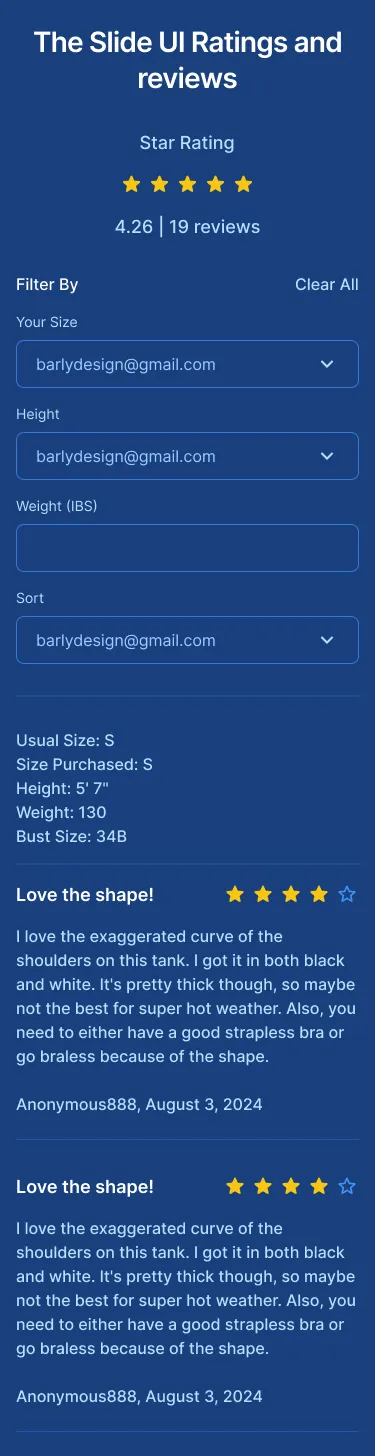 The Slide UI Ratings and
reviews
Star Rating
4.26 | 19 reviews
Filter By
Clear All
Your Size
barlydesign@gmail.com
Height
barlydesign@gmail.com
Weight (IBS)
Sort
barlydesign@gmail.com
Usual Size: S
Size Purchased: S
Height: 5' 7"
Weight: 130
Bust Size: 34B
Love the shape!
I love the exaggerated curve of the
shoulders on this tank. I got it in both black
and white. It's pretty thick though, so maybe
not the best for super hot weather. Also, you
need to either have a good strapless bra or
go braless because of the shape.
Anonymous888, August 3, 2024
Love the shape!
I love the exaggerated curve of the
shoulders on this tank. I got it in both black
and white. It's pretty thick though, so maybe
not the best for super hot weather. Also, you
need to either have a good strapless bra or
go braless because of the shape.
Anonymous888, August 3, 2024